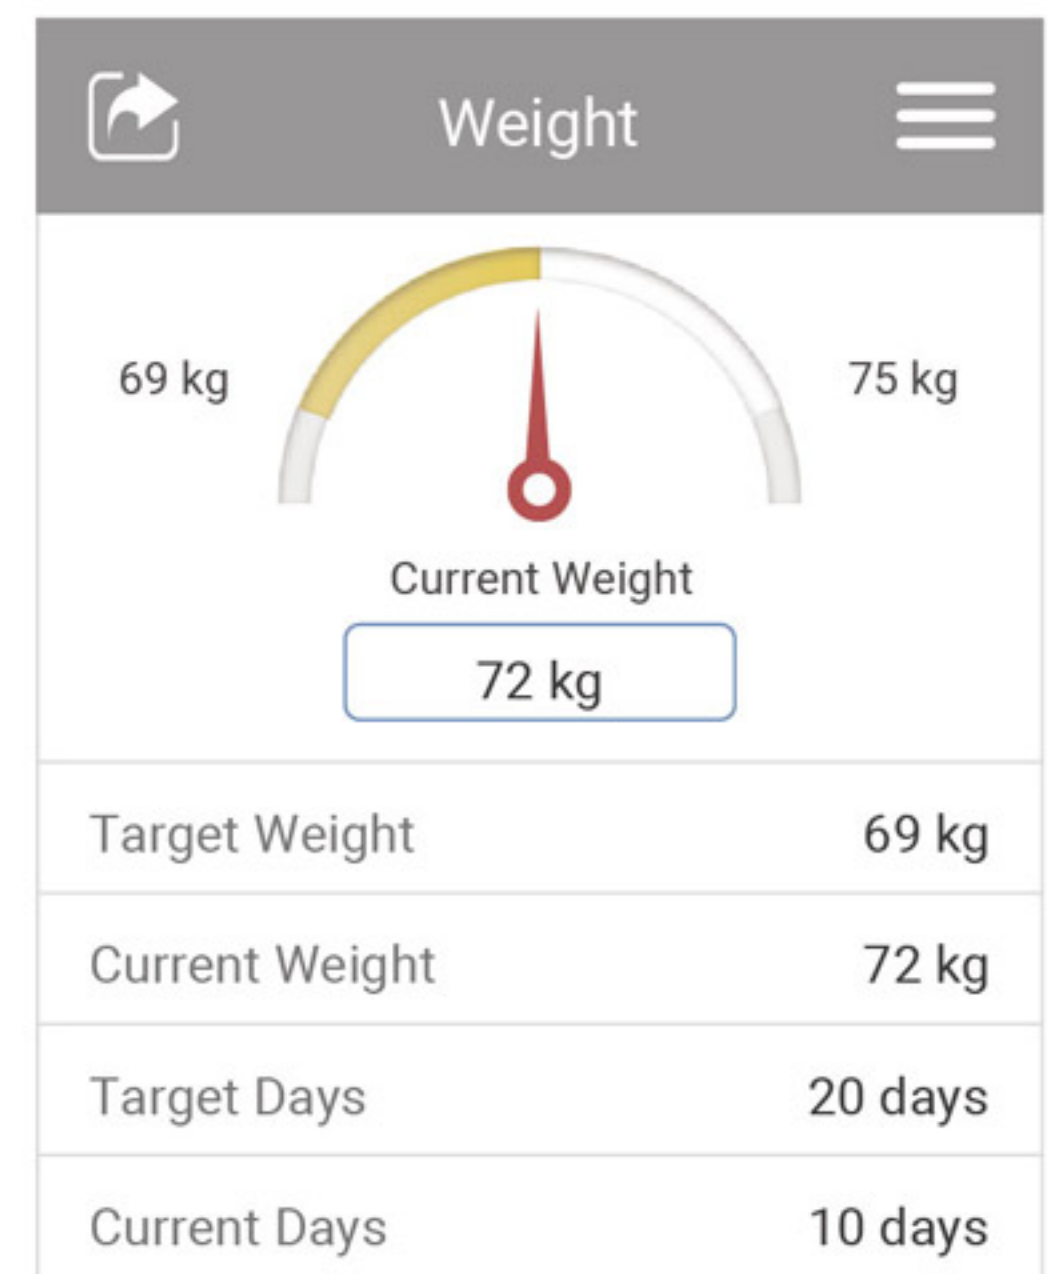 Weight
69 kg
75 kg
Current Weight
72 kg
Target Weight 69 kg
Current Weight 72 kg
Target Days 20 days
Current Days 10 days